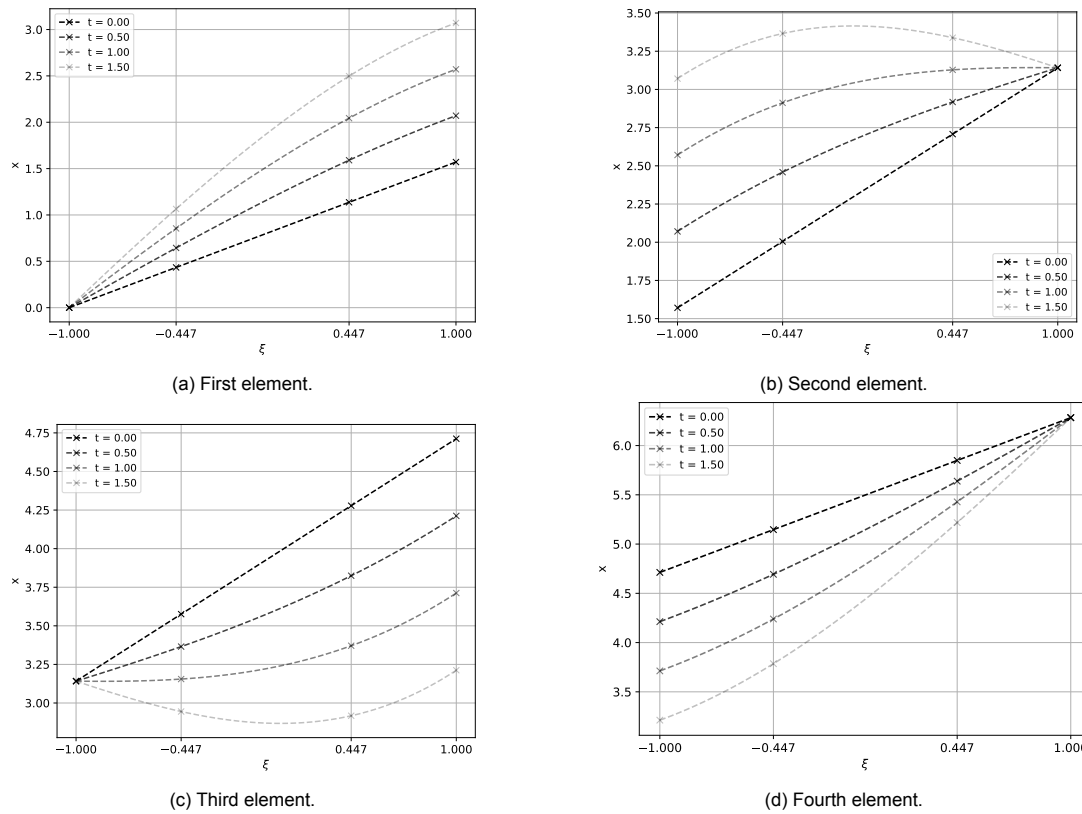 3.0
2.5
2.0
1.5
1.0
0.5
0.0
x
t = 0.00
t = 0.50
t = 1.00
t = 1.50
−1.000 −0.447 0.447 1.000
ξ
(a) First element.
3.50
3.25
3.00
2.75
2.50
2.25
2.00
1.75
1.50
x
t = 0.00
t = 0.50
t = 1.00
t = 1.50
−1.000 −0.447 0.447 1.000
ξ
(b) Second element.
4.75
4.50
4.25
4.00
3.75
3.50
3.25
3.00
x
t = 0.00
t = 0.50
t = 1.00
t = 1.50
−1.000 −0.447 0.447 1.000
ξ
(c) Third element.
6.0
5.5
5.0
4.5
4.0
3.5
x
t = 0.00
t = 0.50
t = 1.00
t = 1.50
−1.000 −0.447 0.447 1.000
ξ
(d) Fourth element.